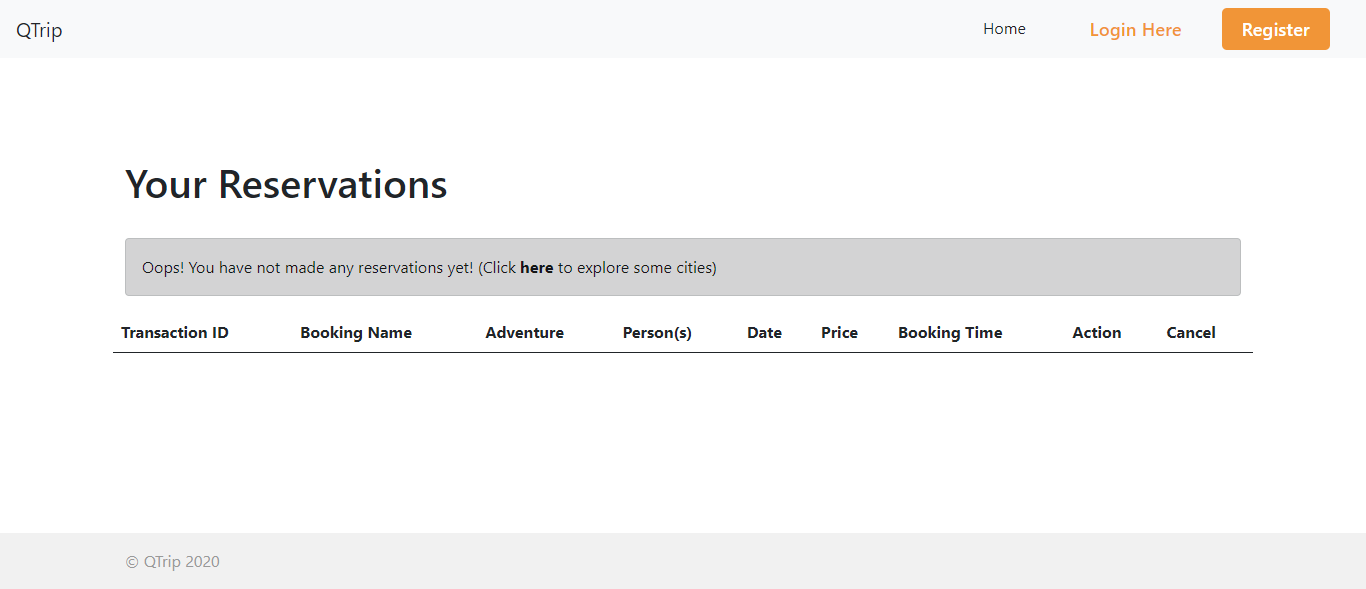 QTrip Home Login Here Register
Your Reservations
Oops! You have not made any reservations yet! (Click here to explore some cities)
Transaction ID Booking Name Adventure Person(s) Date Price Booking Time Action Cancel
© QTrip 2020